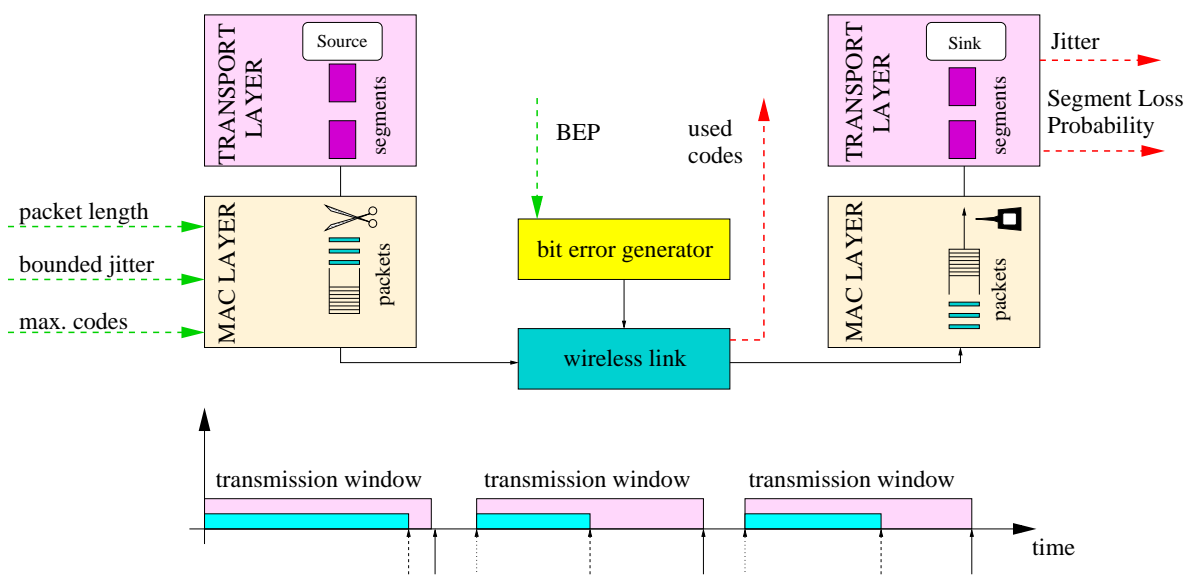 TRANSPORT
LAYER
Source
segments
MAC LAYER
packets
packet length
bounded jitter
max. codes
BEP
used
codes
bit error generator
wireless link
TRANSPORT
LAYER
Sink
segments
MAC LAYER
packets
Jitter
Segment Loss
Probability
transmission window
transmission window
transmission window
time